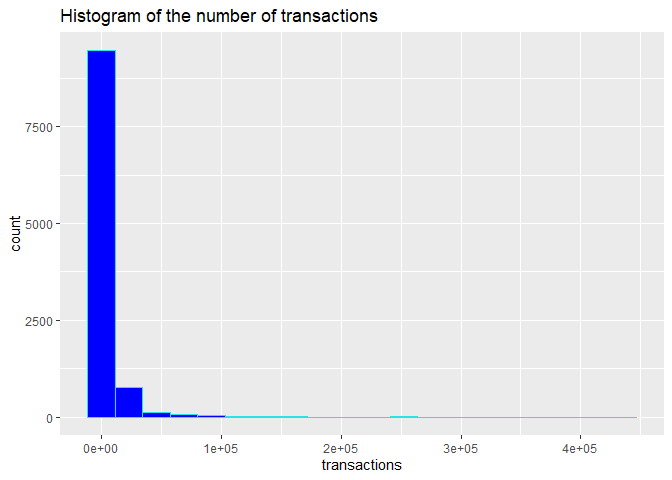 Histogram of the number of transactions
7500
5000
2500
0
count
0e+00 1e+05 2e+05 3e+05 4e+05
transactions